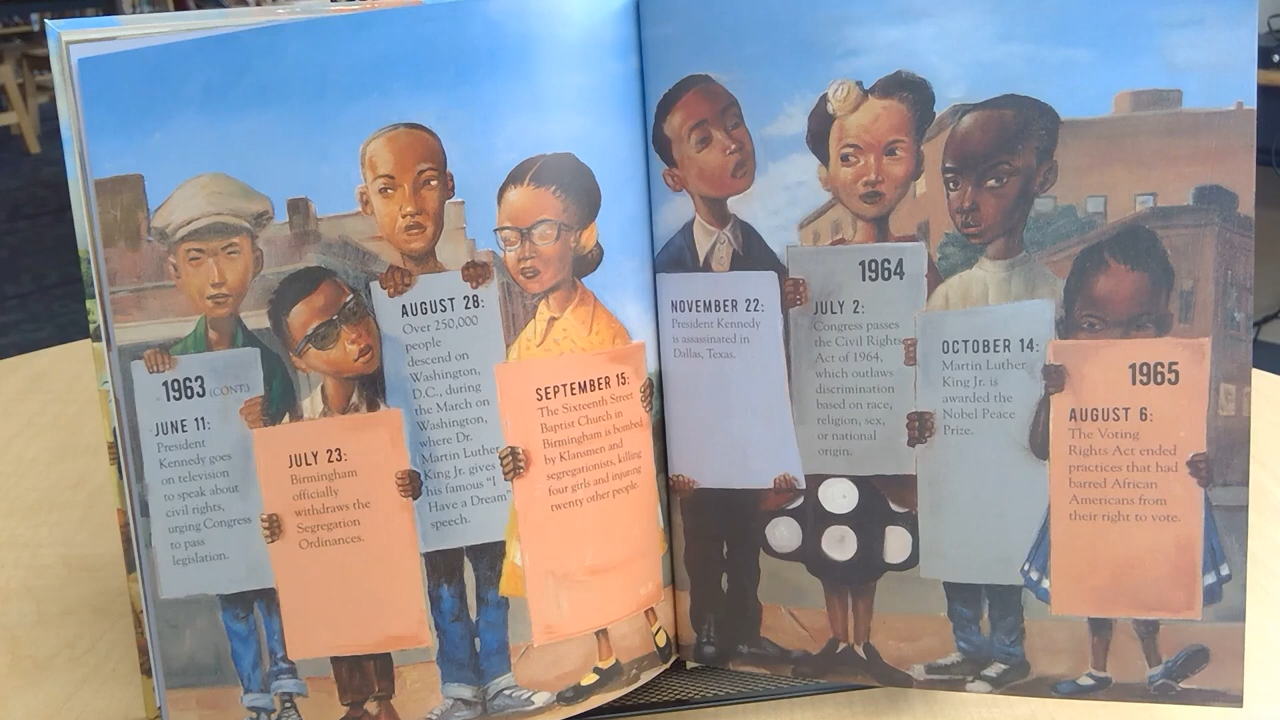 1963 (CONT.)
JUNE 11:
President
Kennedy goes
on television
to speak about
civil rights,
urging Congress
to pass
legislation.
JULY 23:
Birmingham
officially
withdraws the
Segregation
Ordinances.
AUGUST 28:
Over 250,000
people
descend on
Washington,
D.C., during
the March on
Washington,
where Dr.
Martin Luther
King Jr. gives
his famous “I
Have a Dream”
speech.
SEPTEMBER 15:
The Sixteenth Street
Baptist Church in
Birmingham is bombed
by Klansmen and
segregationists, killing
four girls and injuring
twenty other people.
NOVEMBER 22:
President Kennedy
is assassinated in
Dallas, Texas.
1964
JULY 2:
Congress passes
the Civil Rights
Act of 1964,
which outlaws
discrimination
based on race,
religion, sex,
or national
origin.
OCTOBER 14:
Martin Luther
King Jr. is
awarded the
Nobel Peace
Prize.
1965
AUGUST 6:
The Voting
Rights Act ended
practices that had
barred African
Americans from
their right to vote.